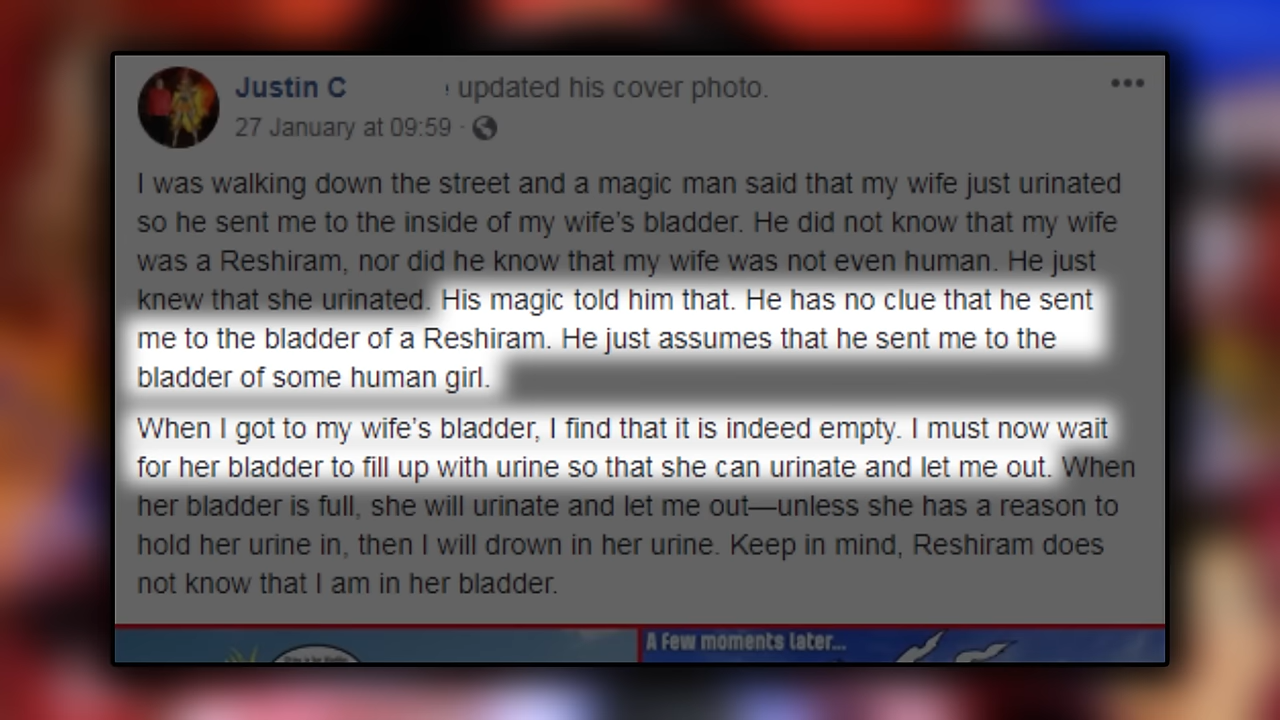 Justin C updated his cover photo.
27 January at 09:59 ·
I was walking down the street and a magic man said that my wife just urinated
so he sent me to the inside of my wife’s bladder. He did not know that my wife
was a Reshiram, nor did he know that my wife was not even human. He just
knew that she urinated. His magic told him that. He has no clue that he sent
me to the bladder of a Reshiram. He just assumes that he sent me to the
bladder of some human girl.
When I got to my wife’s bladder, I find that it is indeed empty. I must now wait
for her bladder to fill up with urine so that she can urinate and let me out. When
her bladder is full, she will urinate and let me out—unless she has a reason to
hold her urine in, then I will drown in her urine. Keep in mind, Reshiram does
not know that I am in her bladder.
A few moments later...